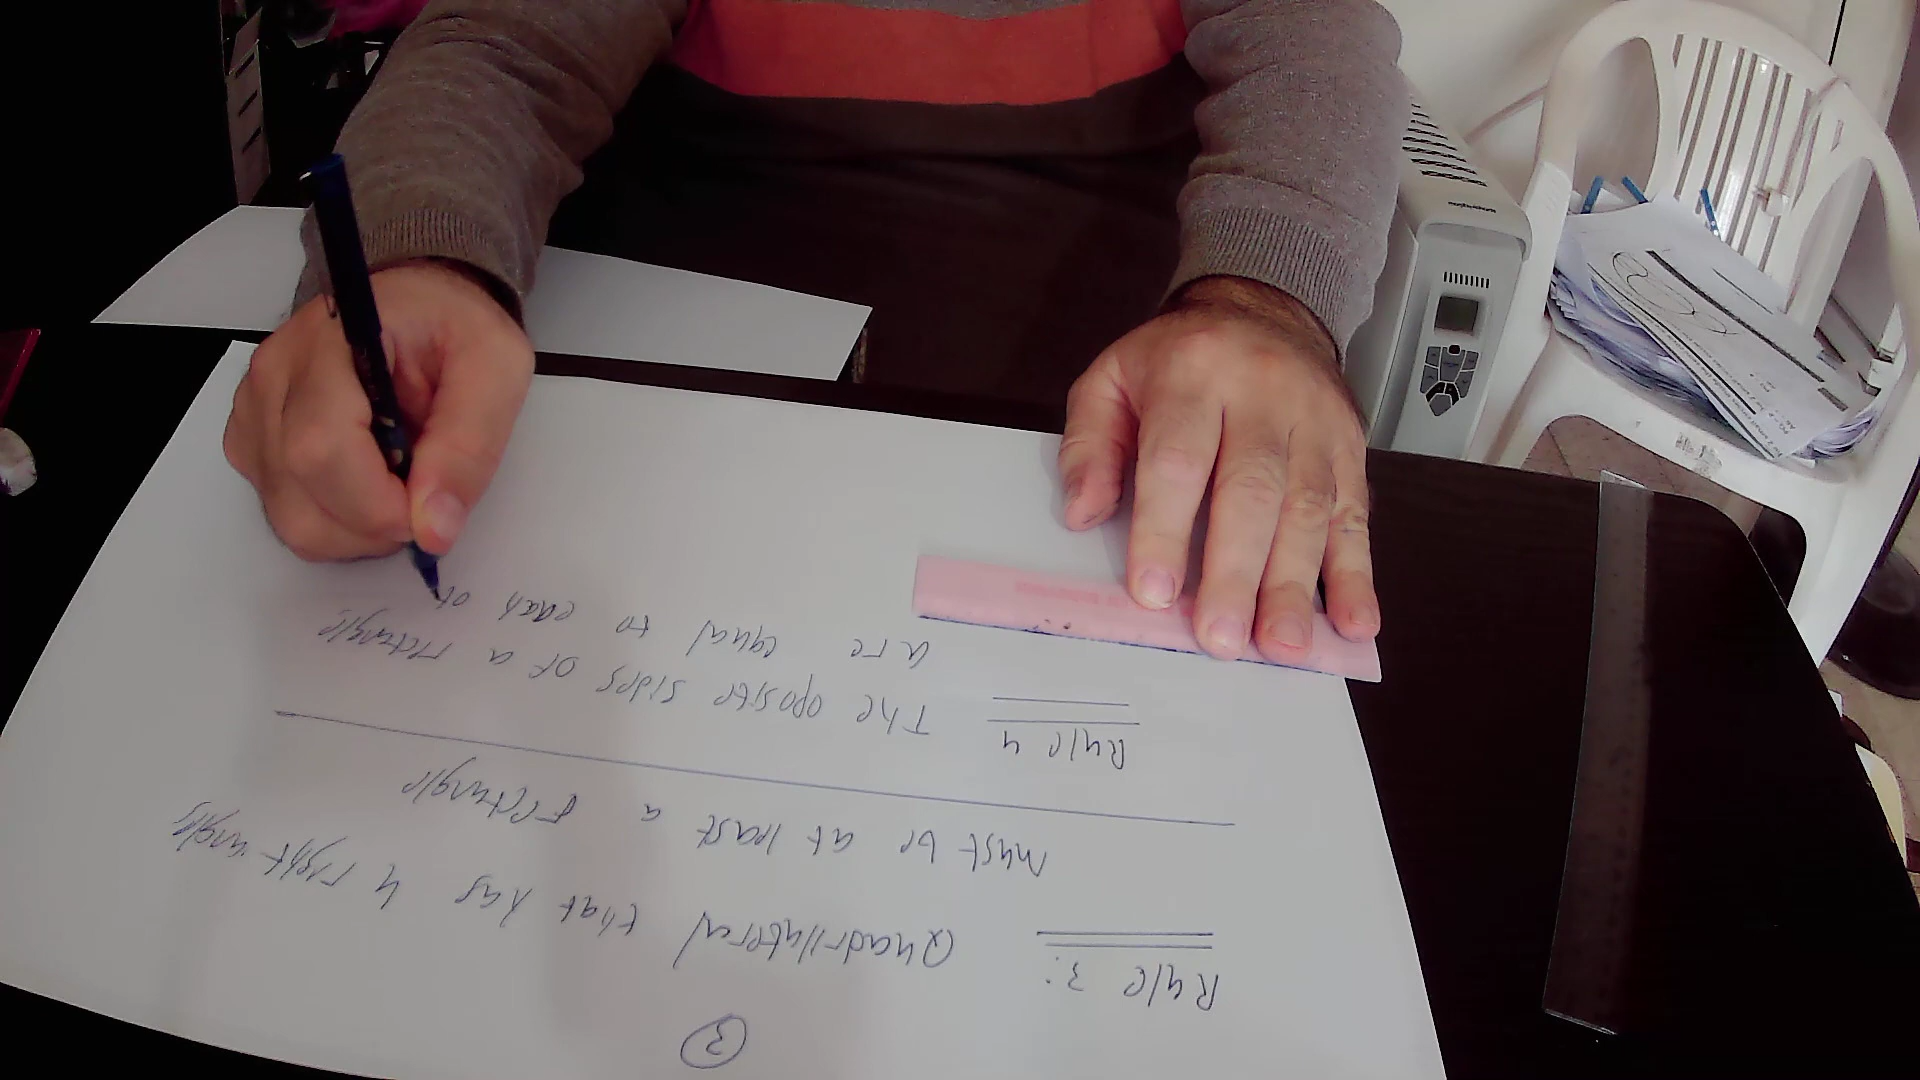 3
Rule 3: Quadrilateral that has 4 right angles
must be at least a rectangle
Rule 4 The oposite sides of a rectangle
are equal to each ot